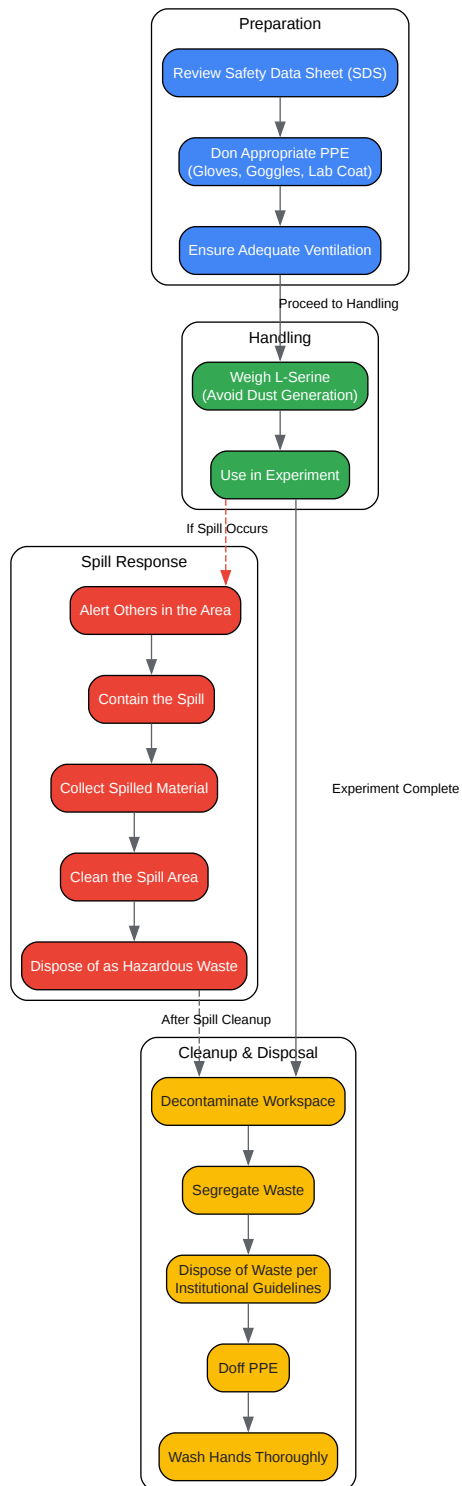 Preparation
Review Safety Data Sheet (SDS)
Don Appropriate PPE
(Gloves, Goggles, Lab Coat)
Ensure Adequate Ventilation
Proceed to Handling
Handling
Weigh L-Serine
(Avoid Dust Generation)
Use in Experiment
If Spill Occurs
Spill Response
Alert Others in the Area
Contain the Spill
Collect Spilled Material
Experiment Complete
Clean the Spill Area
Dispose of as Hazardous Waste
After Spill Cleanup
Cleanup & Disposal
Decontaminate Workspace
Segregate Waste
Dispose of Waste per
Institutional Guidelines
Doff PPE
Wash Hands Thoroughly